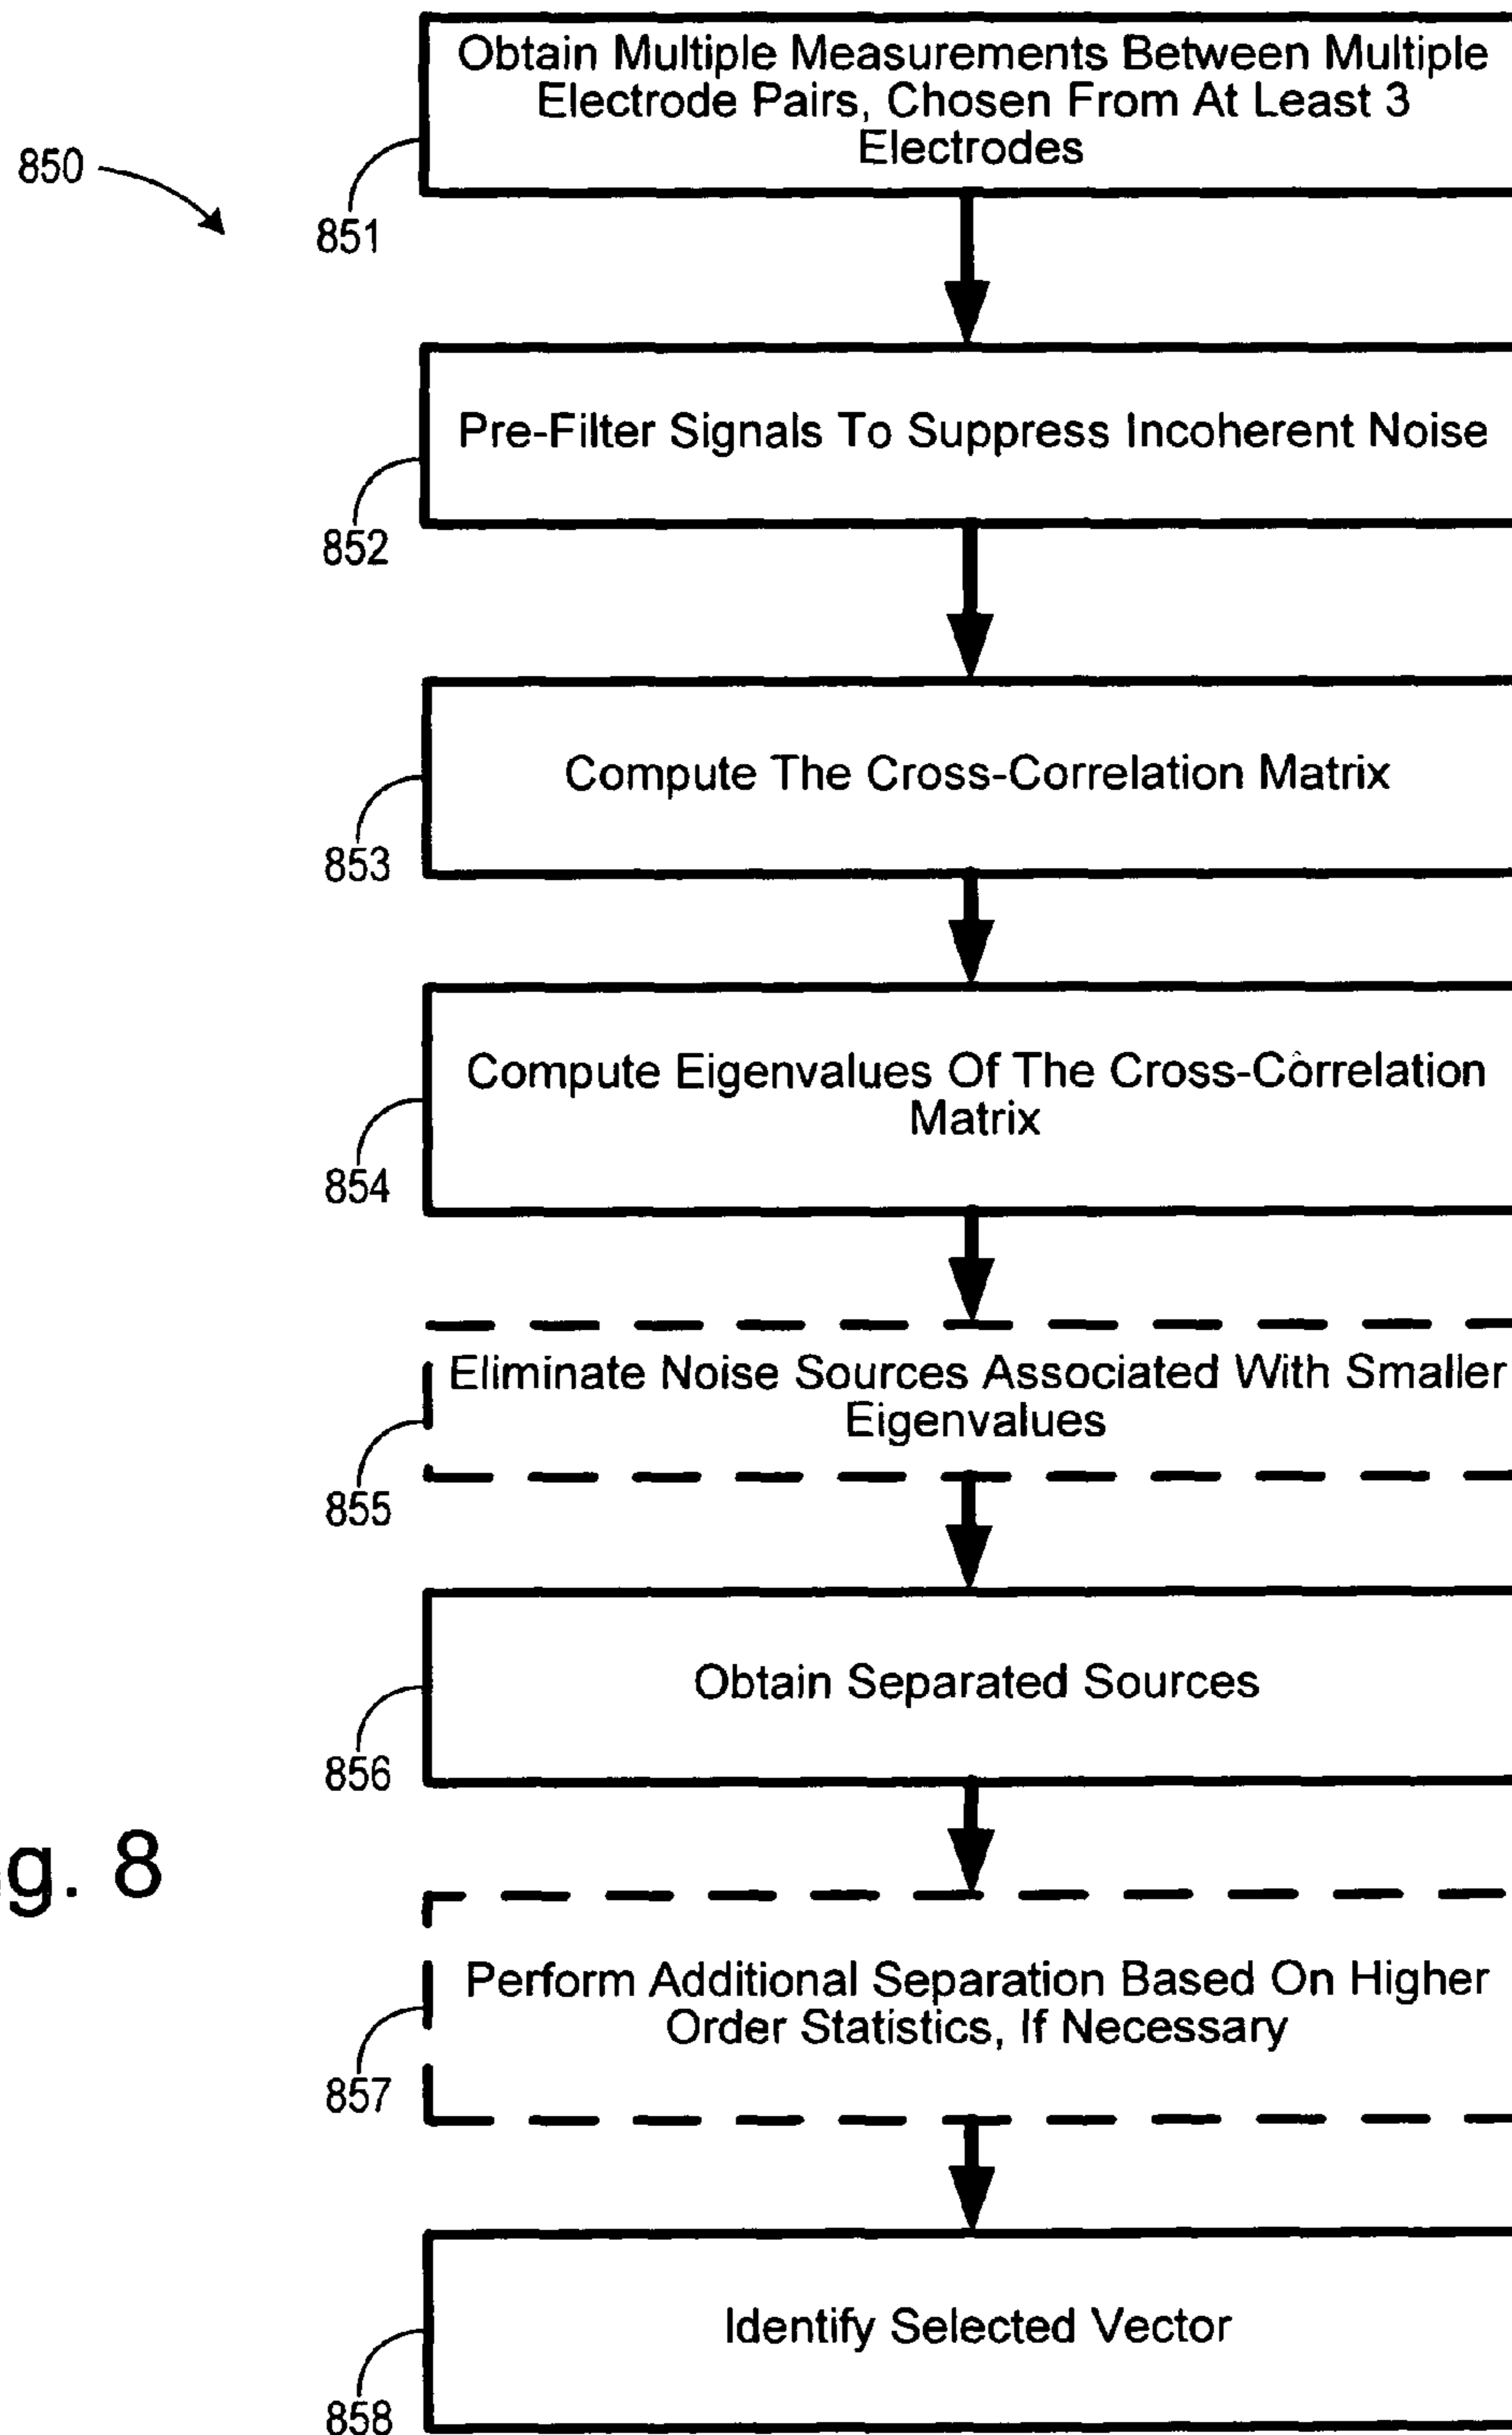 Obtain Multiple Measurements Between Multiple
Electrode Pairs, Chosen From At Least 3
Electrodes
850
851
Pre-Filter Signals To Suppress Incoherent Noise
852
Compute The Cross-Correlation Matrix
853
Compute Eigenvalues Of The Cross-Correlation
Matrix
854
Eliminate Noise Sources Associated With Smaller
Eigenvalues
855
Obtain Separated Sources
856
g. 8
Perform Additional Separation Based On Higher
Order Statistics, If Necessary
857
Identify Selected Vector
858